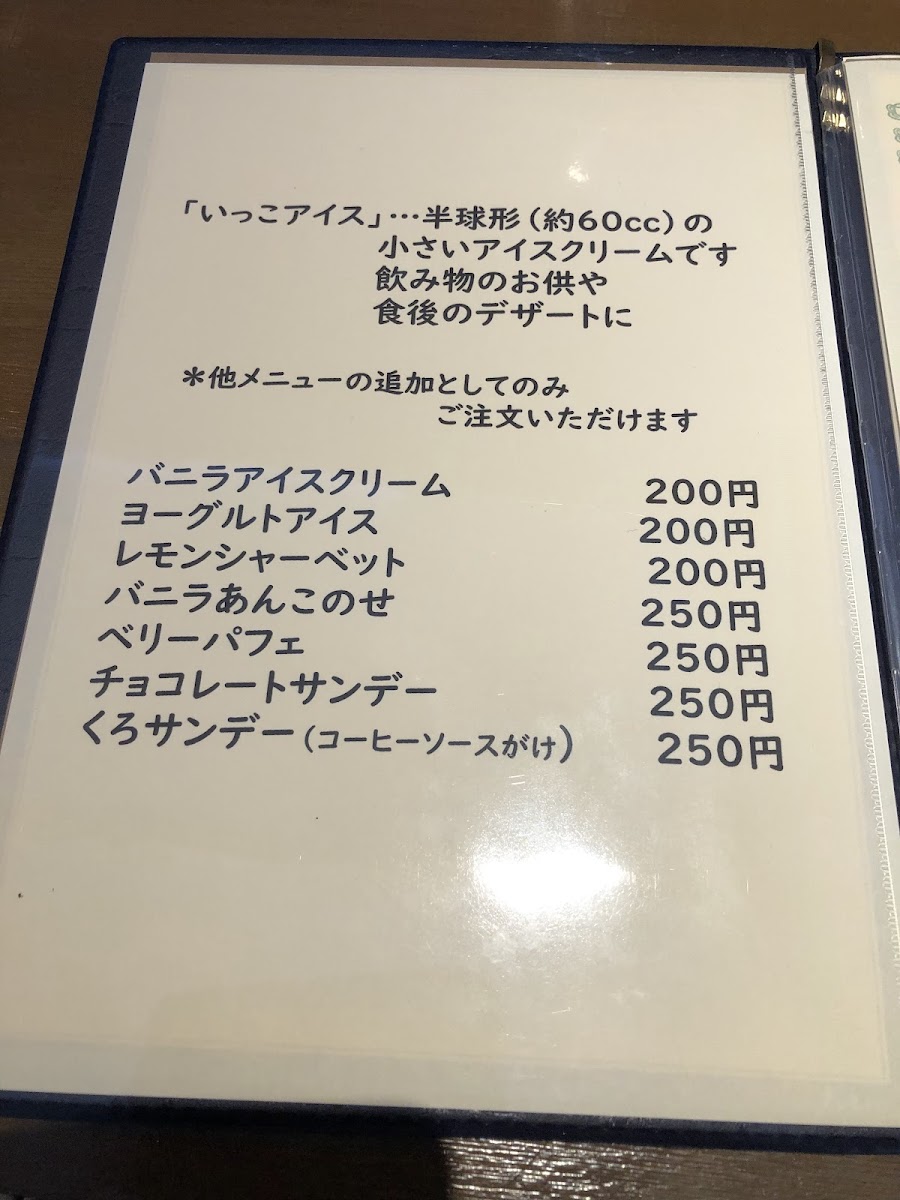 「いっこアイス」…半球形(約60cc)の
小さいアイスクリームです
飲み物のお供や
食後のデザートに
＊他メニューの追加としてのみ
ご注文いただけます
バニラアイスクリーム 200円
ヨーグルトアイス 200円
レモンシャーベット 200円
バニラあんこのせ 250円
ベリーパフェ 250円
チョコレートサンデー 250円
くろサンデー(コーヒーソースがけ) 250円